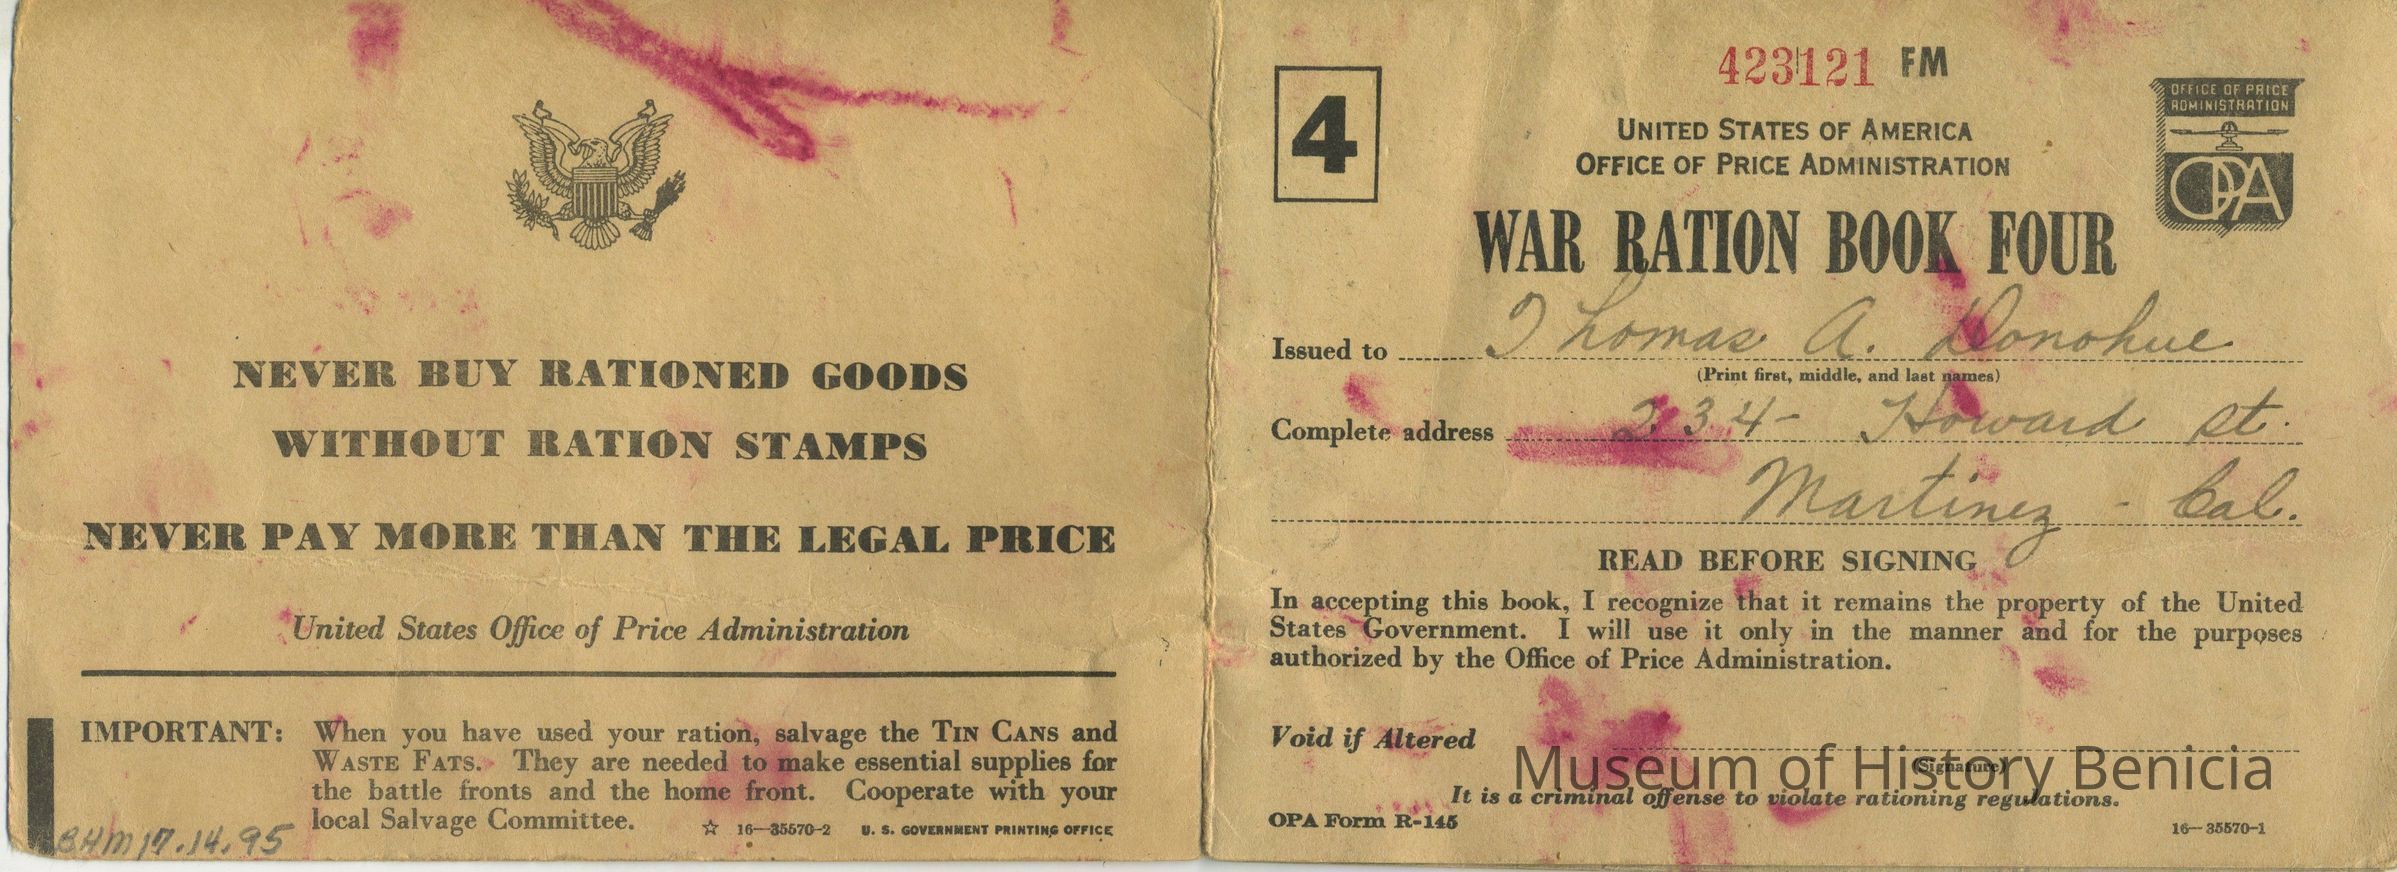 NEVER BUY RATIONED GOODS
WITHOUT RATION STAMPS
NEVER PAY MORE THAN THE LEGAL PRICE
United States Office of Price Administration
IMPORTANT: When you have used your ration, salvage the TIN CANS and
WASTE FATS. They are needed to make essential supplies for
the battle fronts and the home front. Cooperate with your
local Salvage Committee.
☆ 16—35570-2 U. S. GOVERNMENT PRINTING OFFICE
BHM 17.14.95
423121 FM
4
UNITED STATES OF AMERICA
OFFICE OF PRICE ADMINISTRATION
OFFICE OF PRICE
ADMINISTRATION
OPA
WAR RATION BOOK FOUR
Issued to Thomas A. Donohue
(Print first, middle, and last names)
Complete address 234- Howard St.
Martinez - Cal.
READ BEFORE SIGNING
In accepting this book, I recognize that it remains the property of the United
States Government. I will use it only in the manner and for the purposes
authorized by the Office of Price Administration.
Void if Altered
(Signature)
Museum of History Benicia
It is a criminal offense to violate rationing regulations.
OPA Form R-145
16—35570-1